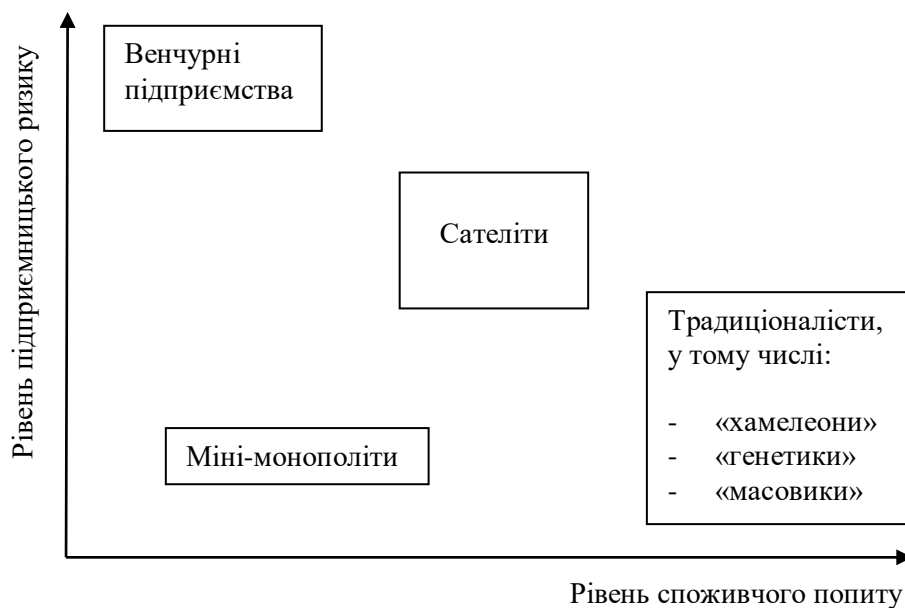 Рівень підприємницького ризику
Венчурні
підприємства
Сателіти
Традиціоналісти,
у тому числі:
- «хамелеони»
- «генетики»
- «масовики»
Міні-монополіти
Рівень споживчого попиту